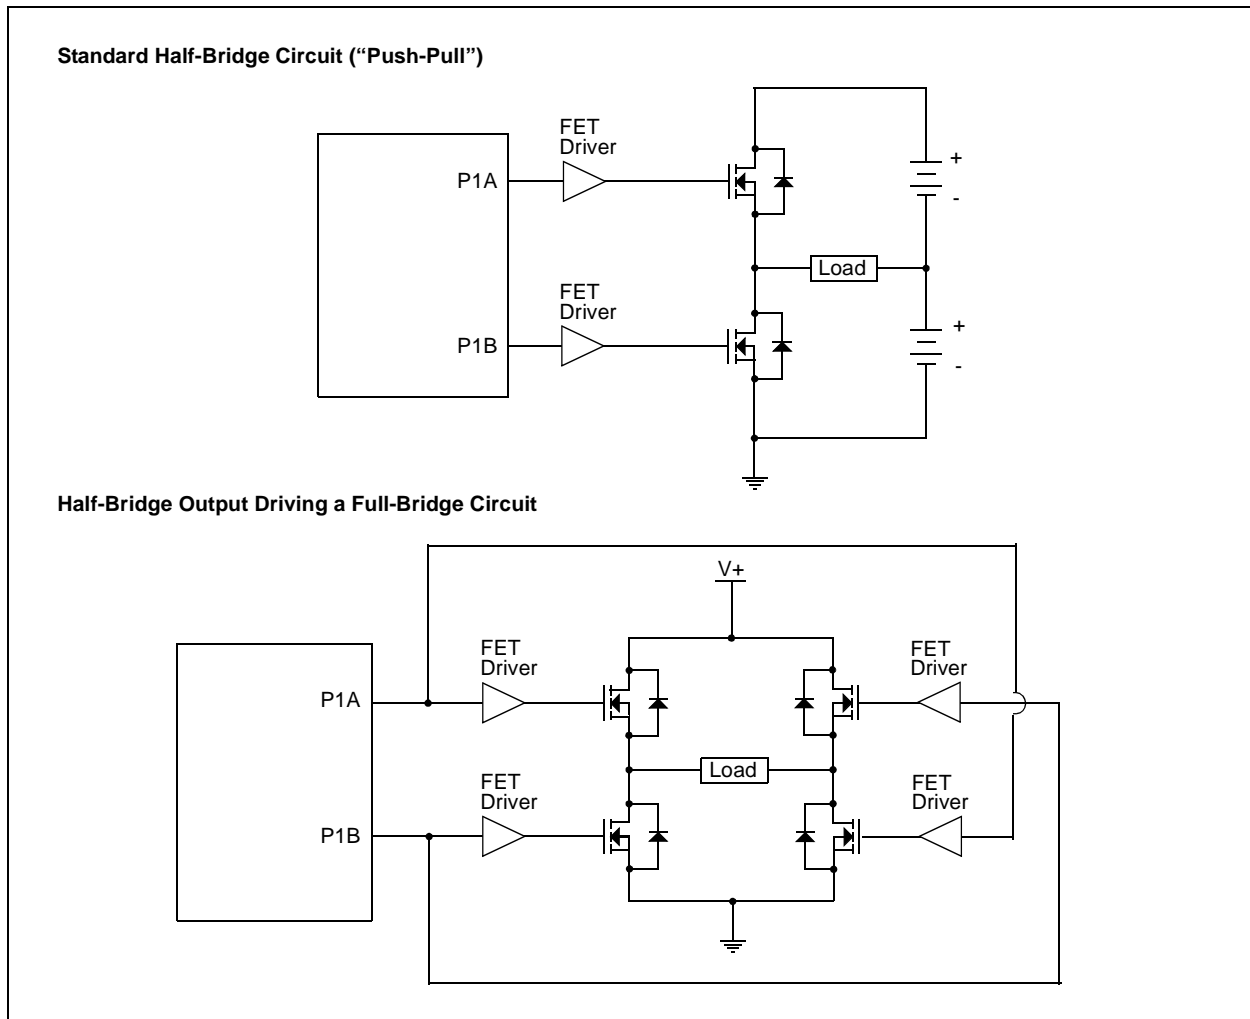 Standard Half-Bridge Circuit (“Push-Pull”)
FET
Driver
P1A
+
-
Load
FET
Driver
P1B
+
-
Half-Bridge Output Driving a Full-Bridge Circuit
V+
FET
Driver
FET
Driver
P1A
Load
FET
Driver
FET
Driver
P1B